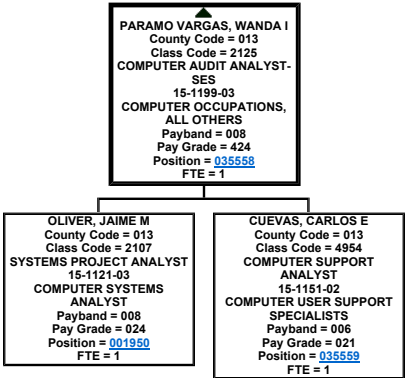 PARAMO VARGAS, WANDA I
County Code = 013
Class Code = 2125
COMPUTER AUDIT ANALYST-
SES
15-1199-03
COMPUTER OCCUPATIONS,
ALL OTHERS
Payband = 008
Pay Grade = 424
Position = 035558
FTE = 1
OLIVER, JAIME M
County Code = 013
Class Code = 2107
SYSTEMS PROJECT ANALYST
15-1121-03
COMPUTER SYSTEMS
ANALYST
Payband = 008
Pay Grade = 024
Position = 001950
FTE = 1
CUEVAS, CARLOS E
County Code = 013
Class Code = 4954
COMPUTER SUPPORT
ANALYST
15-1151-02
COMPUTER USER SUPPORT
SPECIALISTS
Payband = 006
Pay Grade = 021
Position = 035559
FTE = 1